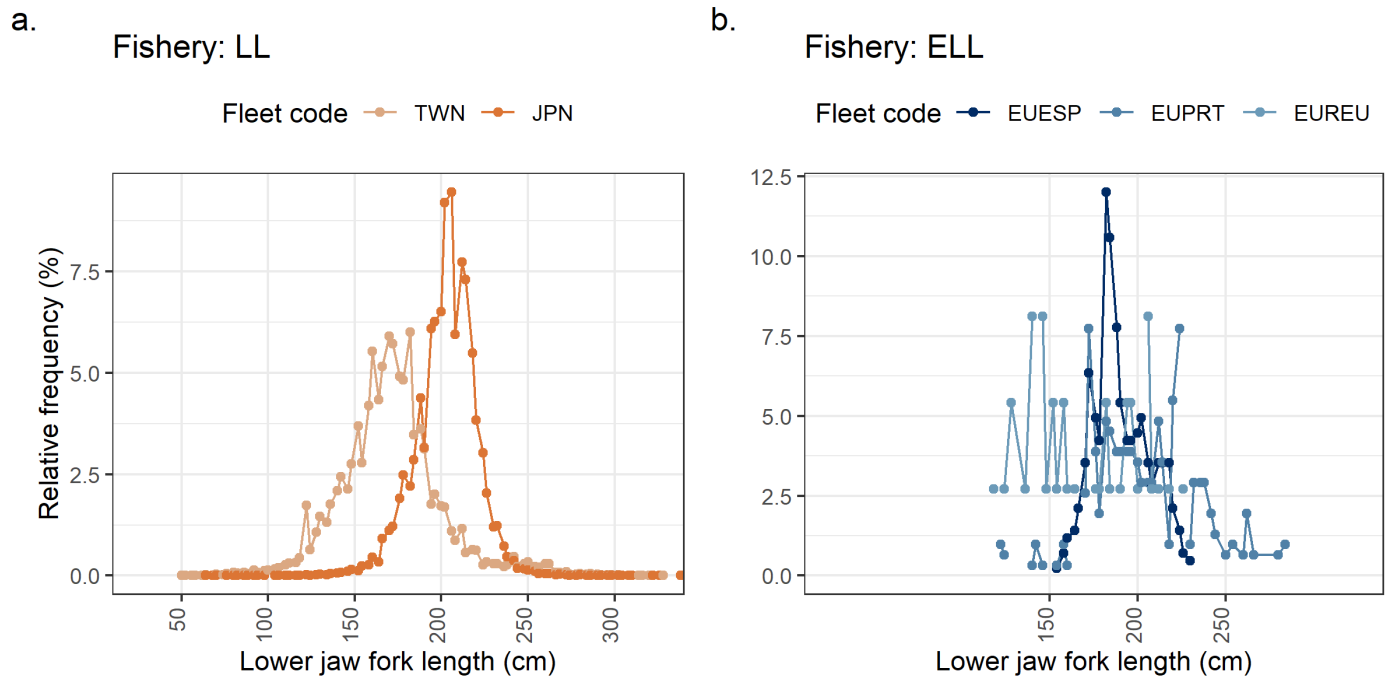 a.
Fishery: LL
Fleet code TWN JPN
Relative frequency (%)
7.5
5.0
2.5
0.0
50
100
150
200
250
300
Lower jaw fork length (cm)
b.
Fishery: ELL
Fleet code EUESP EUPRT EUREU
12.5
10.0
7.5
5.0
2.5
0.0
150
200
250
Lower jaw fork length (cm)